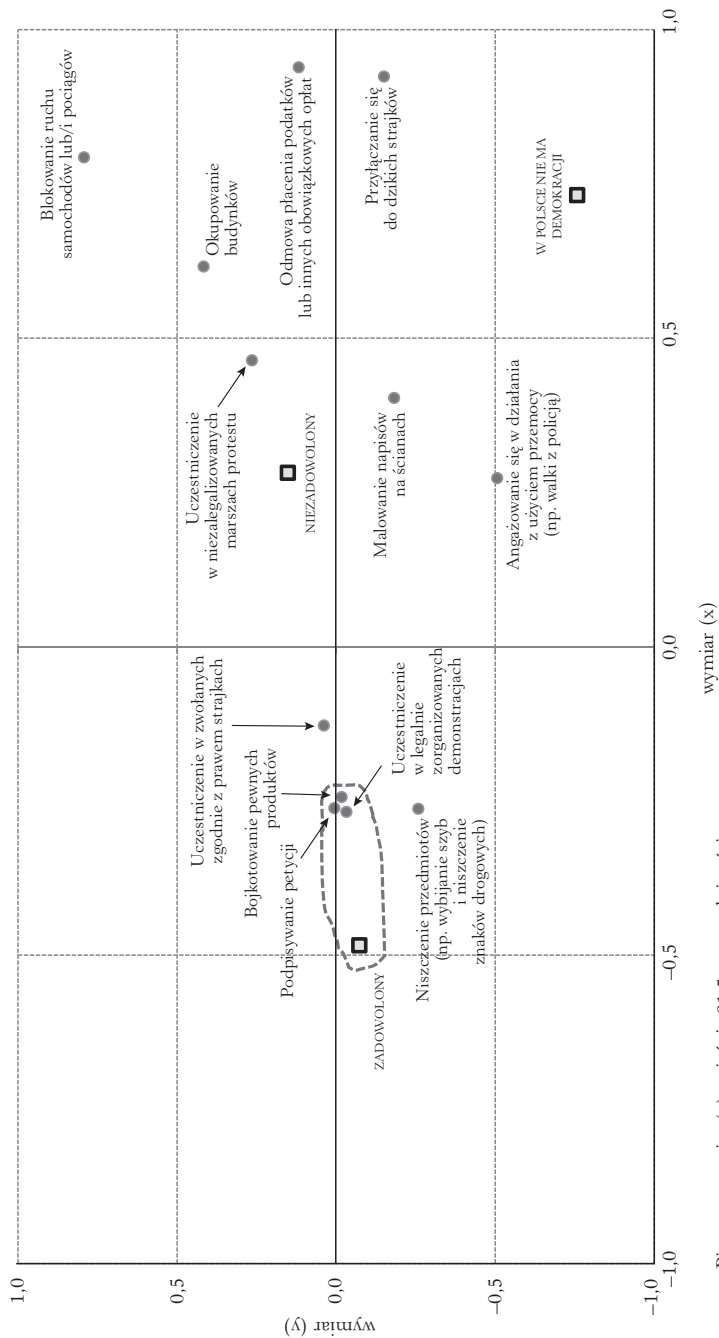 1,0
0,5
0,0
−0,5
−1,0
wymiar (y)
Blokowanie ruchu
samochodów lub/i pociągów
Okupowanie
budynków
Odmowa płacenia podatków
lub innych obowiązkowych opłat
Przyłączanie się
do dzikich strajków
W POLSCE NIE MA
DEMOKRACJI
Uczestniczenie
w niezalegalizowanych
marszach protestu
NIEZADOWOLONY
Malowanie napisów
na ścianach
Angażowanie się w działania
z użyciem przemocy
(np. walki z policją)
Uczestniczenie w zwołanych
zgodnie z prawem strajkach
Bojkotowanie pewnych
produktów
Podpisywanie petycji
Uczestniczenie
w legalnie
zorganizowanych
demonstracjach
ZADOWOLONY
Niszczenie przedmiotów
(np. wybijanie szyb
i niszczenie
znaków drogowych)
−1,0
−0,5
0,0
0,5
1,0
wymiar (x)